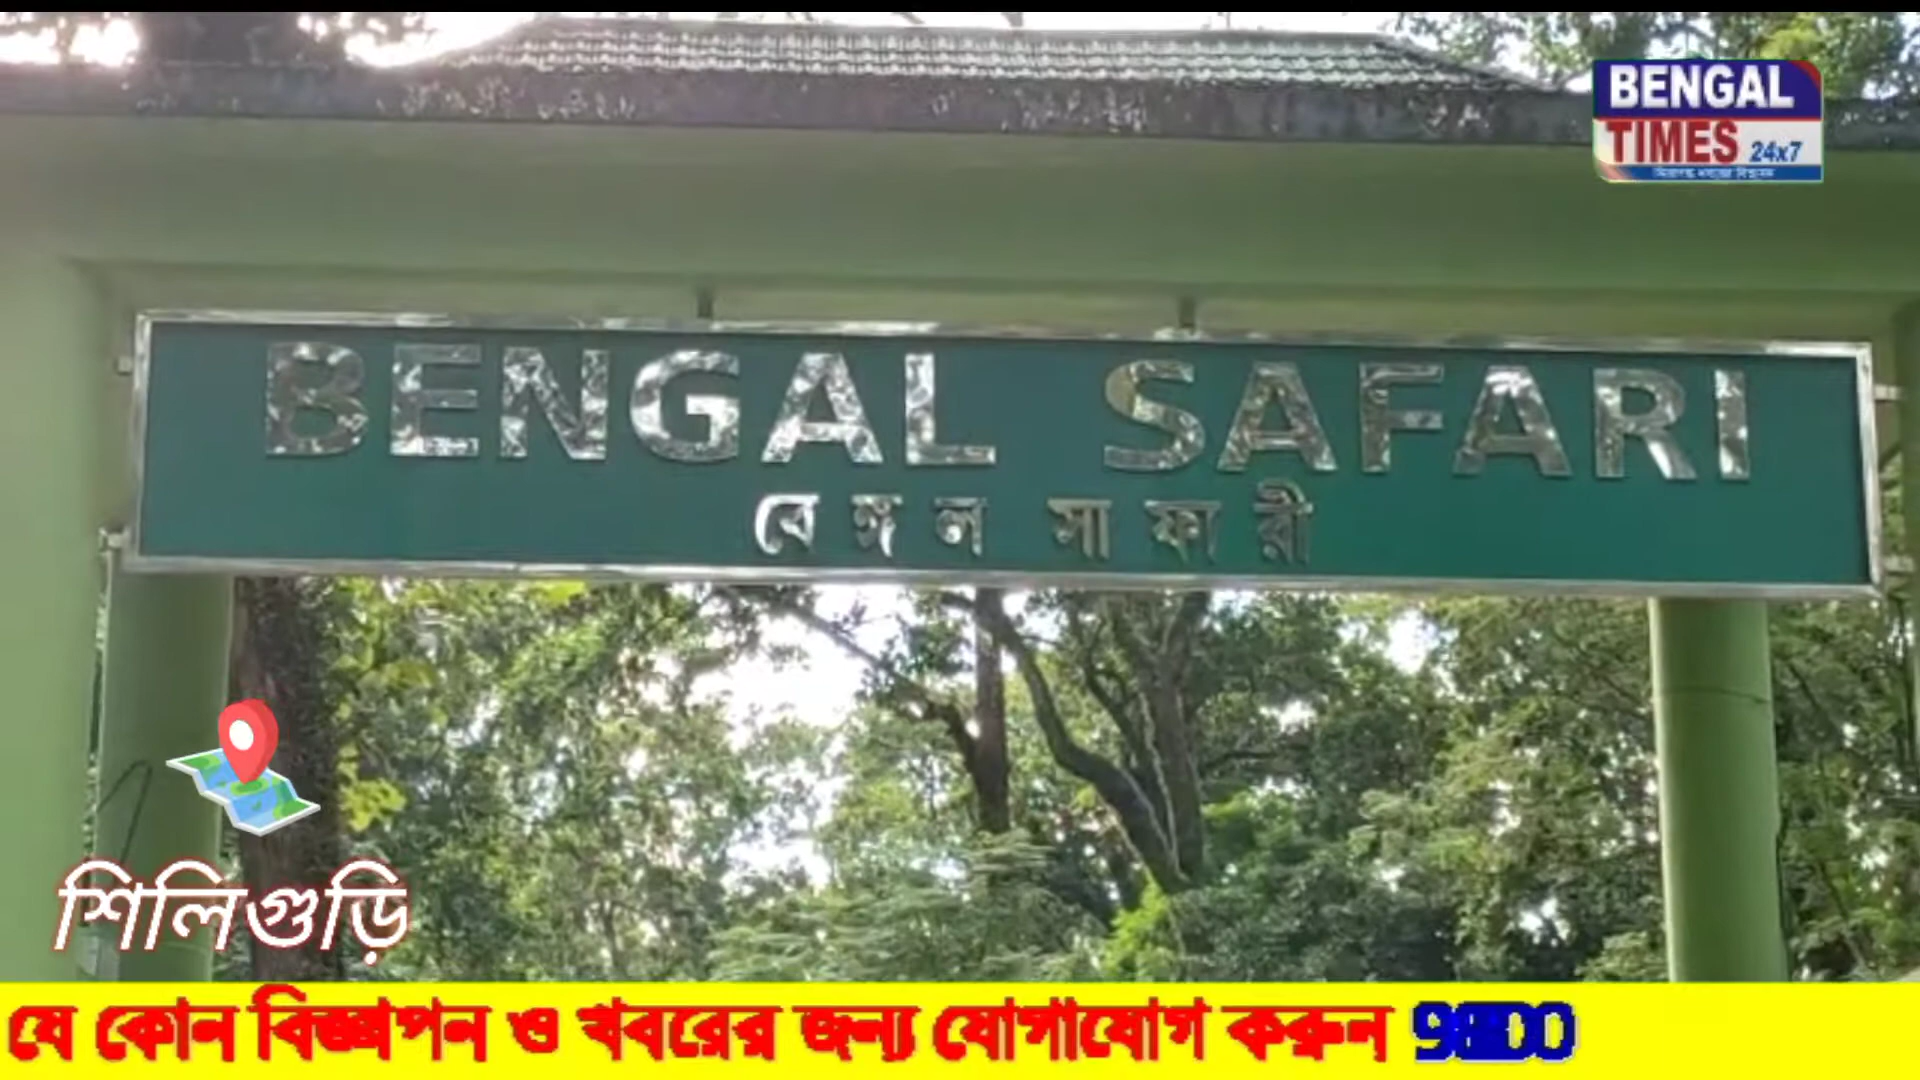 BENGAL
TIMES 24x7
BENGAL SAFARI
বেঙ্গল সাফারী
শিলিগুড়ি
যে কোন বিজ্ঞাপন ও খবরের জন্য যোগাযোগ করুন